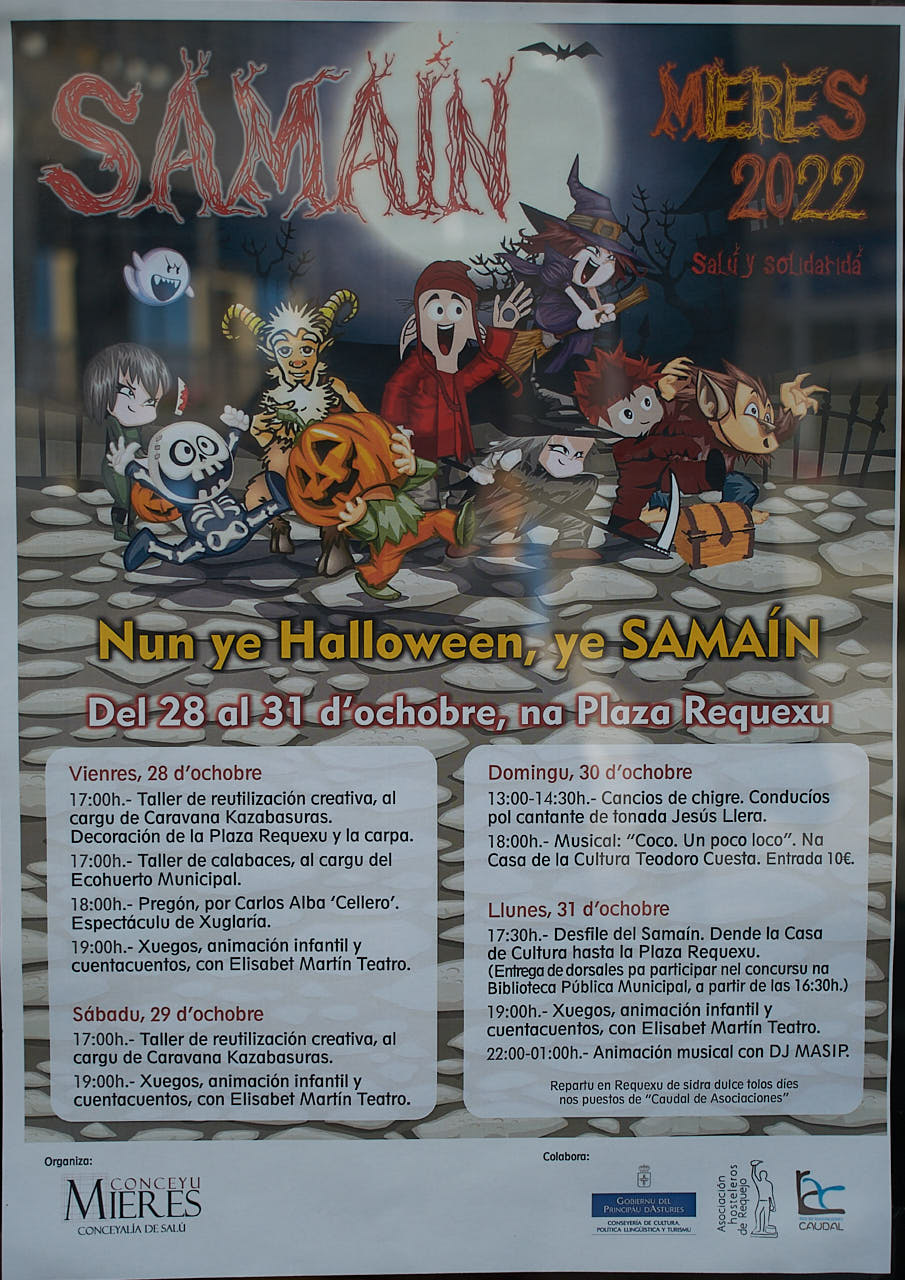 SAMAÍN
MIERES
2022
Salú y solidaridá
Nun ye Halloween, ye SAMAÍN
Del 28 al 31 d'ochobre, na Plaza Requexu
Vienres, 28 d'ochobre
17:00h.- Taller de reutilización creativa, al
cargu de Caravana Kazabasuras.
Decoración de la Plaza Requexu y la carpa.
17:00h.- Taller de calabaces, al cargu del
Ecohuerto Municipal.
18:00h.- Pregón, por Carlos Alba 'Cellero'.
Espectáculu de Xuglaría.
19:00h.- Xuegos, animación infantil y
cuentacuentos, con Elisabet Martín Teatro.
Sábadu, 29 d'ochobre
17:00h.- Taller de reutilización creativa, al
cargu de Caravana Kazabasuras.
19:00h.- Xuegos, animación infantil y
cuentacuentos, con Elisabet Martín Teatro.
Domingu, 30 d'ochobre
13:00-14:30h.- Cancios de chigre. Conducíos
pol cantante de tonada Jesús Llera.
18:00h.- Musical: "Coco. Un poco loco". Na
Casa de la Cultura Teodoro Cuesta. Entrada 10€.
Llunes, 31 d'ochobre
17:30h.- Desfile del Samaín. Dende la Casa
de Cultura hasta la Plaza Requexu.
(Entrega de dorsales pa participar nel concursu na
Biblioteca Pública Municipal, a partir de las 16:30h.)
19:00h.- Xuegos, animación infantil y
cuentacuentos, con Elisabet Martín Teatro.
22:00-01:00h.- Animación musical con DJ MASIP.
Repartu en Requexu de sidra dulce tolos díes
nos puestos de "Caudal de Asociaciones"
Organiza:
CONCEYU
MIERES
CONCEYALÍA DE SALÚ
Colabora:
GOBIERNU DEL
PRINCIPÁU D'ASTURIES
CONSEYERÍA DE CULTURA,
POLÍTICA LLINGÜÍSTICA Y TURISMU
Asociación
hosteleros
de Requejo
CAUDAL